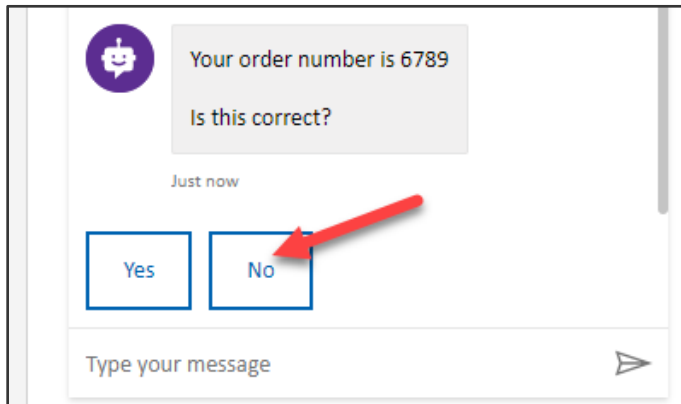 Your order number is 6789
Is this correct?
Just now
Yes
No
Type your message